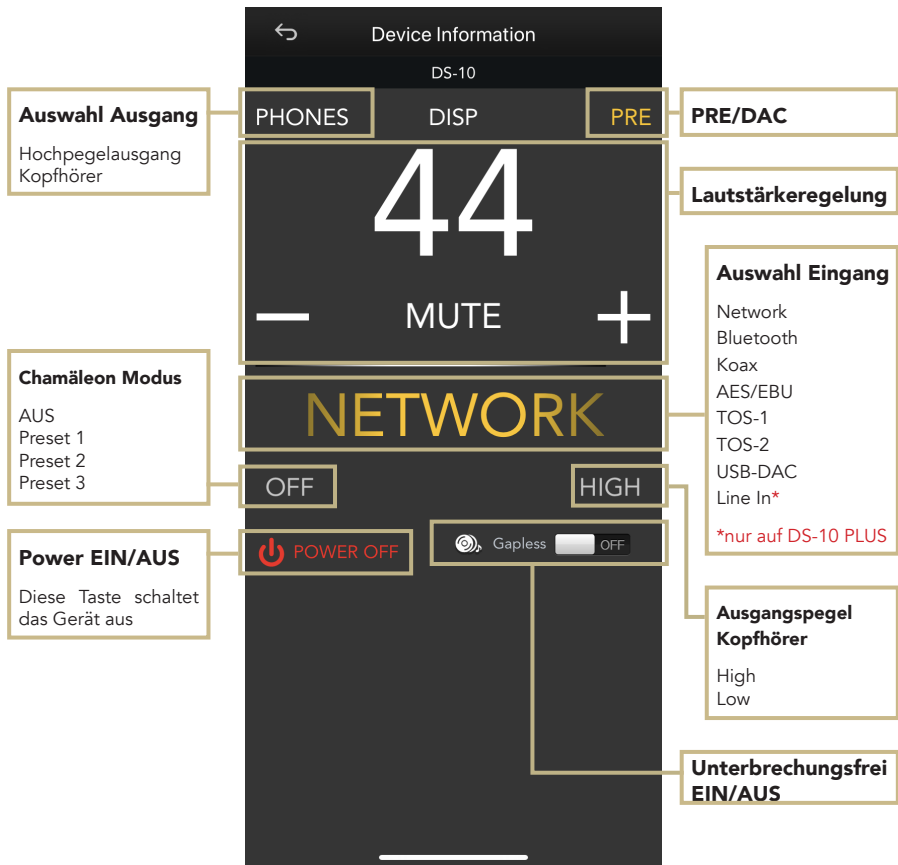 Device Information
DS-10
Auswahl Ausgang
Hochpegelausgang
Kopfhörer
PHONES
DISP
PRE
PRE/DAC
44
Lautstärkeregelung
MUTE
Auswahl Eingang
Network
Bluetooth
Koax
AES/EBU
TOS-1
TOS-2
USB-DAC
Line In*
*nur auf DS-10 PLUS
Chamäleon Modus
AUS
Preset 1
Preset 2
Preset 3
NETWORK
OFF
HIGH
Power EIN/AUS
Diese Taste schaltet
das Gerät aus
POWER OFF
Gapless
OFF
Ausgangspegel
Kopfhörer
High
Low
Unterbrechungsfrei
EIN/AUS